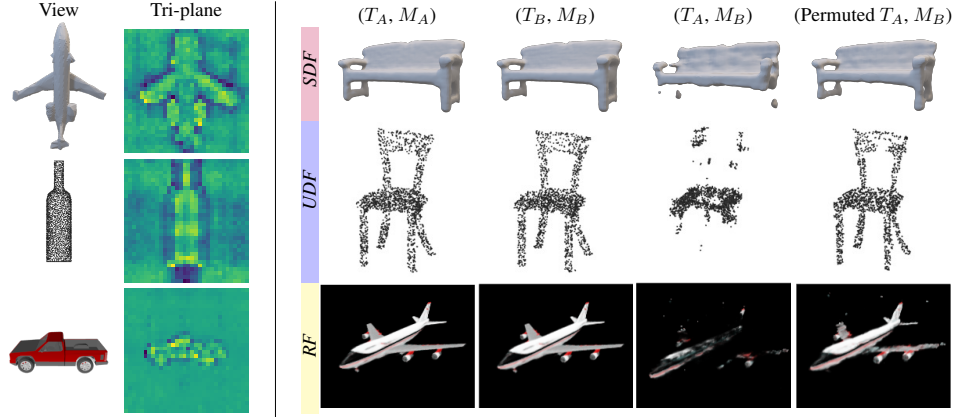 View Tri-plane
(T_A, M_A) (T_B, M_B) (T_A, M_B) (Permuted T_A, M_B)
SDF
UDF
RF